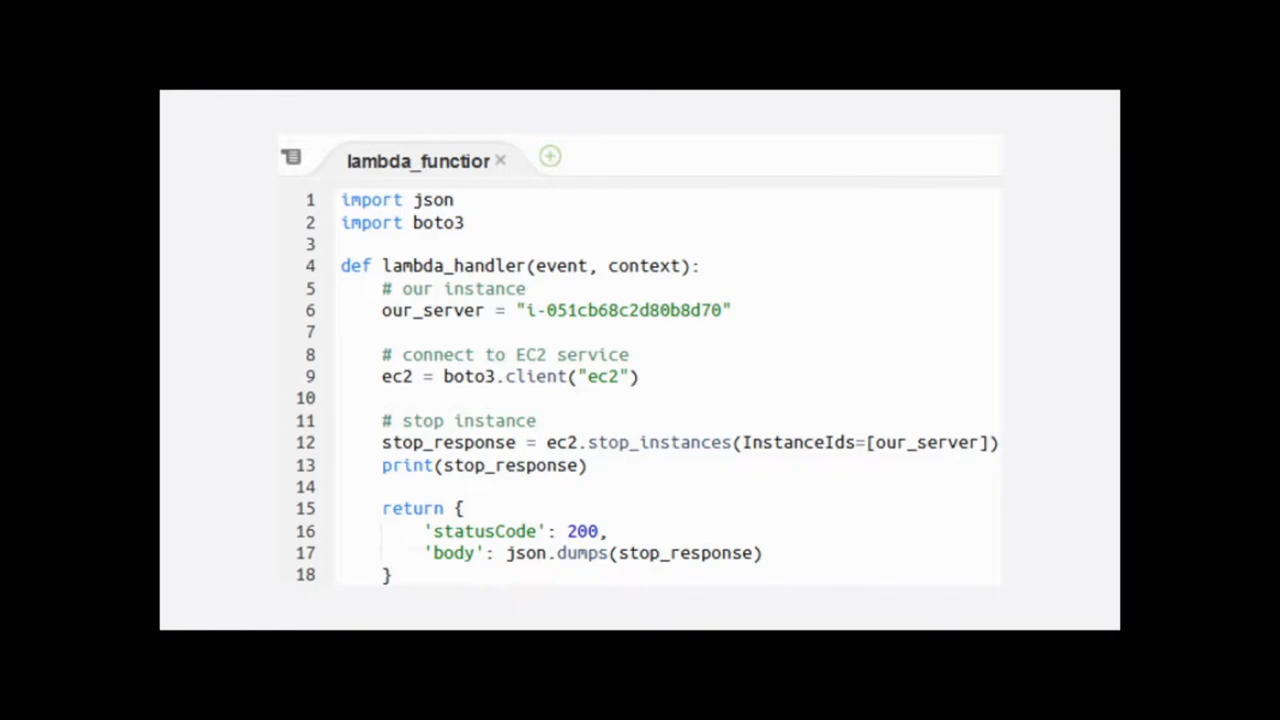 lambda_functior ×
1 import json
2 import boto3
3
4 def lambda_handler(event, context):
5     # our instance
6     our_server = "i-051cb68c2d80b8d70"
7
8     # connect to EC2 service
9     ec2 = boto3.client("ec2")
10
11     # stop instance
12     stop_response = ec2.stop_instances(InstanceIds=[our_server])
13     print(stop_response)
14
15     return {
16         'statusCode': 200,
17         'body': json.dumps(stop_response)
18     }